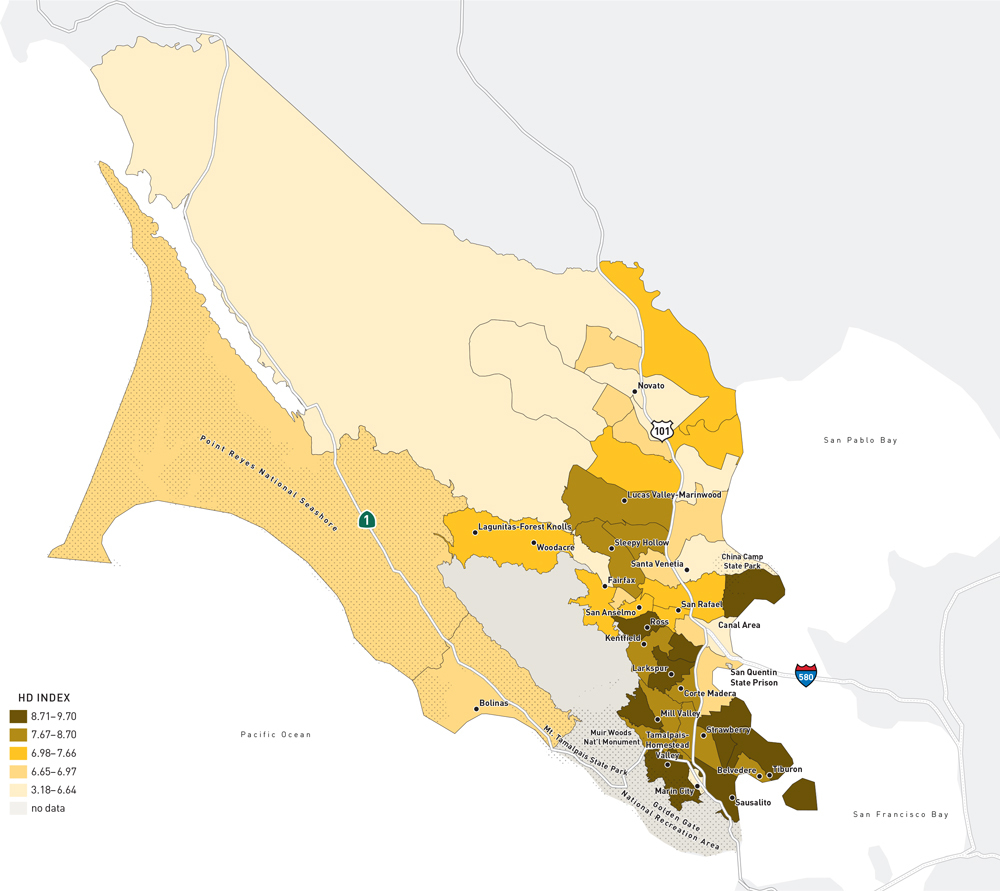 Novato
101
San Pablo Bay
Point Reyes National Seashore
Lucas Valley-Marinwood
1
Lagunitas-Forest Knolls
Woodacre
Sleepy Hollow
China Camp
State Park
Santa Venetia
Fairfax
San Anselmo
San Rafael
Ross
Canal Area
Kentfield
Larkspur
San Quentin
State Prison
580
Corte Madera
HD INDEX
8.71–9.70
7.67–8.70
6.98–7.66
6.65–6.97
3.18–6.64
no data
Bolinas
Pacific Ocean
Mill Valley
Muir Woods
Nat'l Monument
Tamalpais-
Homestead
Valley
Strawberry
Mt. Tamalpais State Park
Belvedere
Tiburon
Marin City
Sausalito
Golden Gate
National Recreation Area
San Francisco Bay